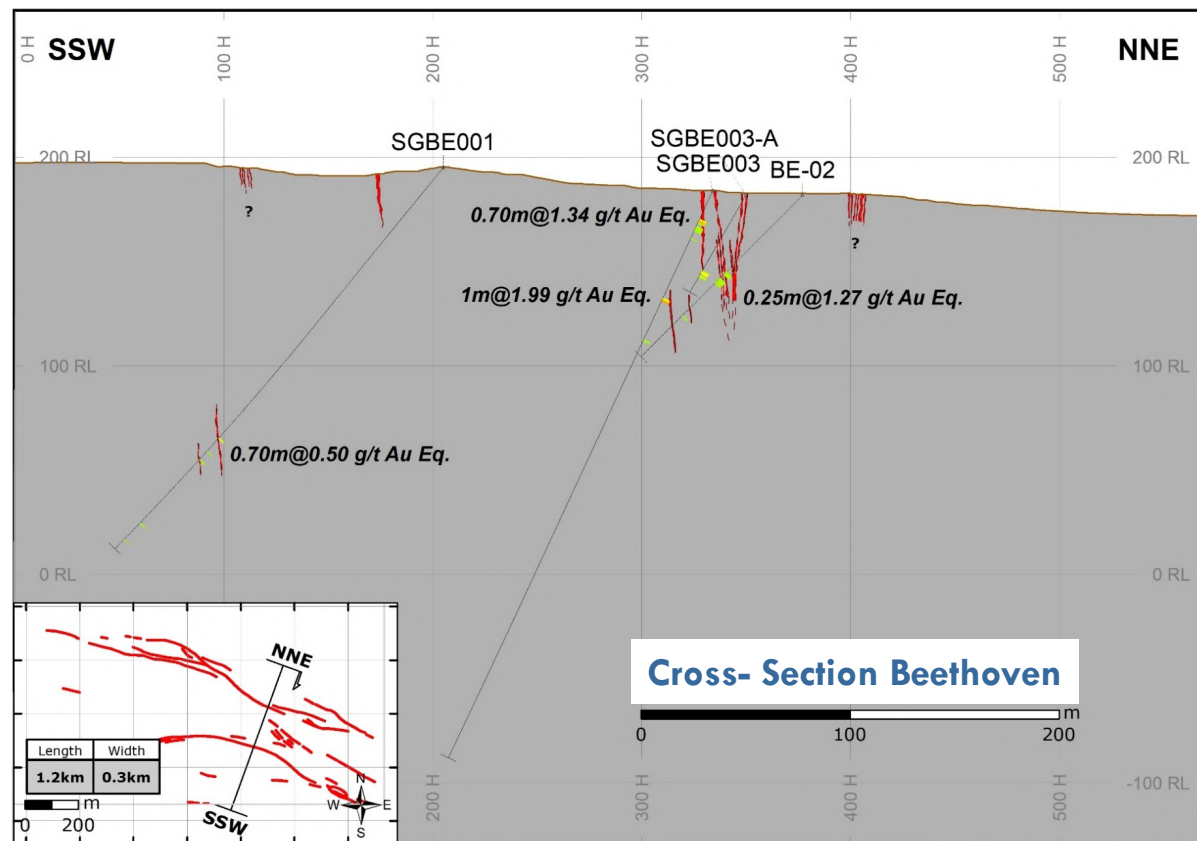 0 H
SSW
100 H
200 H
300 H
400 H
500 H
NNE
SGBE001
SGBE003-A
SGBE003
BE-02
200 RL
200 RL
?
0.70m@1.34 g/t Au Eq.
?
1m@1.99 g/t Au Eq.
0.25m@1.27 g/t Au Eq.
100 RL
100 RL
0.70m@0.50 g/t Au Eq.
0 RL
0 RL
NNE
Length Width
1.2km 0.3km
m
0 200
SSW
N
W E
S
Cross- Section Beethoven
m
0 100 200
200 H
300 H
400 H
500 H
-100 RL